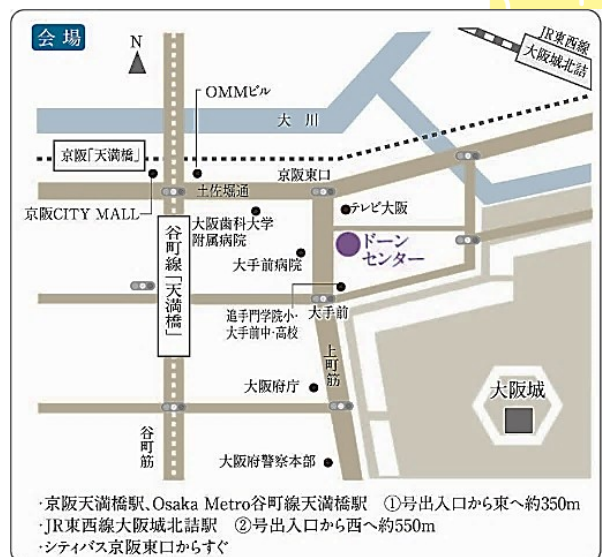 会場
N
JR東西線
大阪城北詰
OMMビル
大川
京阪「天満橋」
京阪東口
土佐堀通
京阪CITY MALL
テレビ大阪
大阪歯科大学
附属病院
ドーン
センター
谷町線「天満橋」
大手前病院
追手門学院小・
大手前中・高校
大手前
上町筋
大阪府庁
大阪城
谷町筋
大阪府警察本部
・京阪天満橋駅、Osaka Metro谷町線天満橋駅 ①号出入口から東へ約350m
・JR東西線大阪城北詰駅 ②号出入口から西へ約550m
・シティバス京阪東口からすぐ